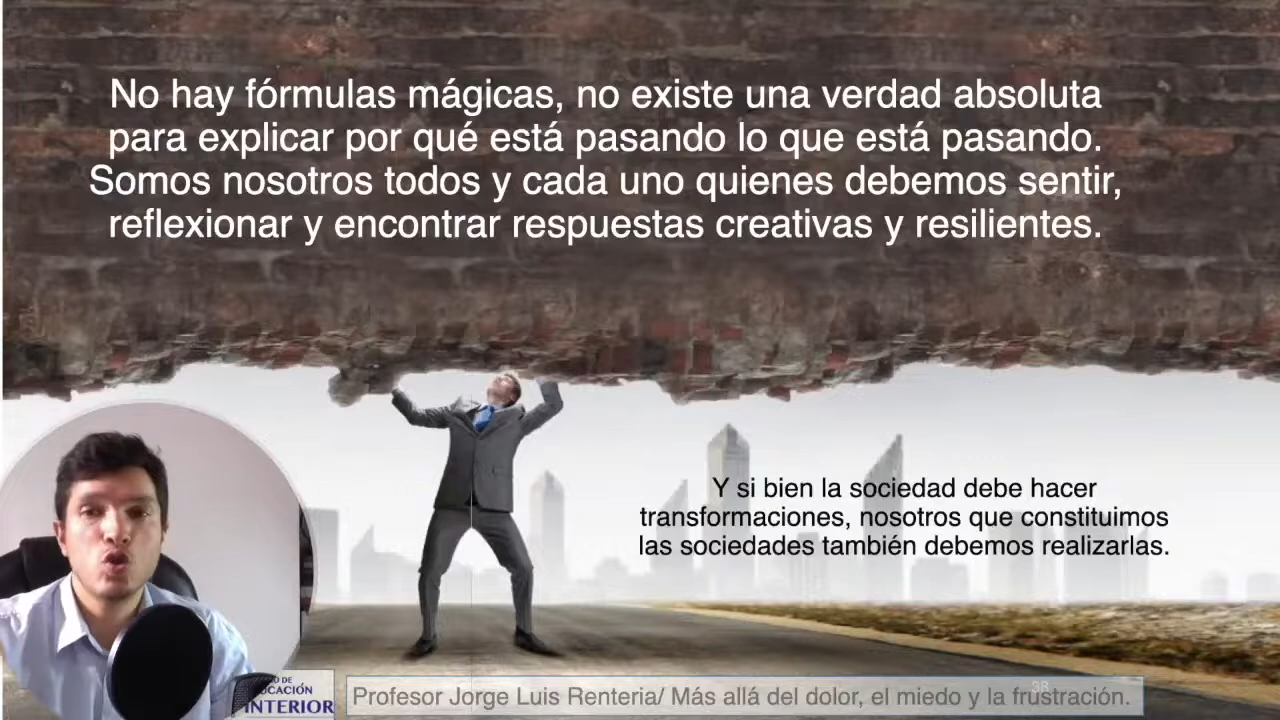 No hay fórmulas mágicas, no existe una verdad absoluta
para explicar por qué está pasando lo que está pasando.
Somos nosotros todos y cada uno quienes debemos sentir,
reflexionar y encontrar respuestas creativas y resilientes.
Y si bien la sociedad debe hacer
transformaciones, nosotros que constituimos
las sociedades también debemos realizarlas.
DE
INTERIOR
Profesor Jorge Luis Renteria/ Más allá del dolor, el miedo y la frustración.
38